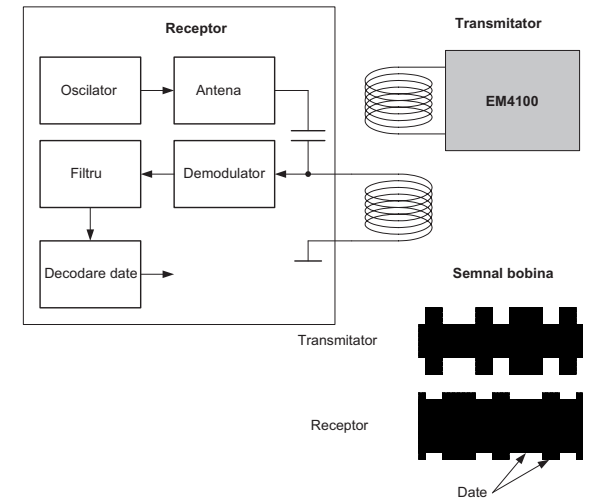 Receptor
Transmitator
Oscilator
Antena
EM4100
Filtru
Demodulator
Decodare date
Semnal bobina
Transmitator
Receptor
Date